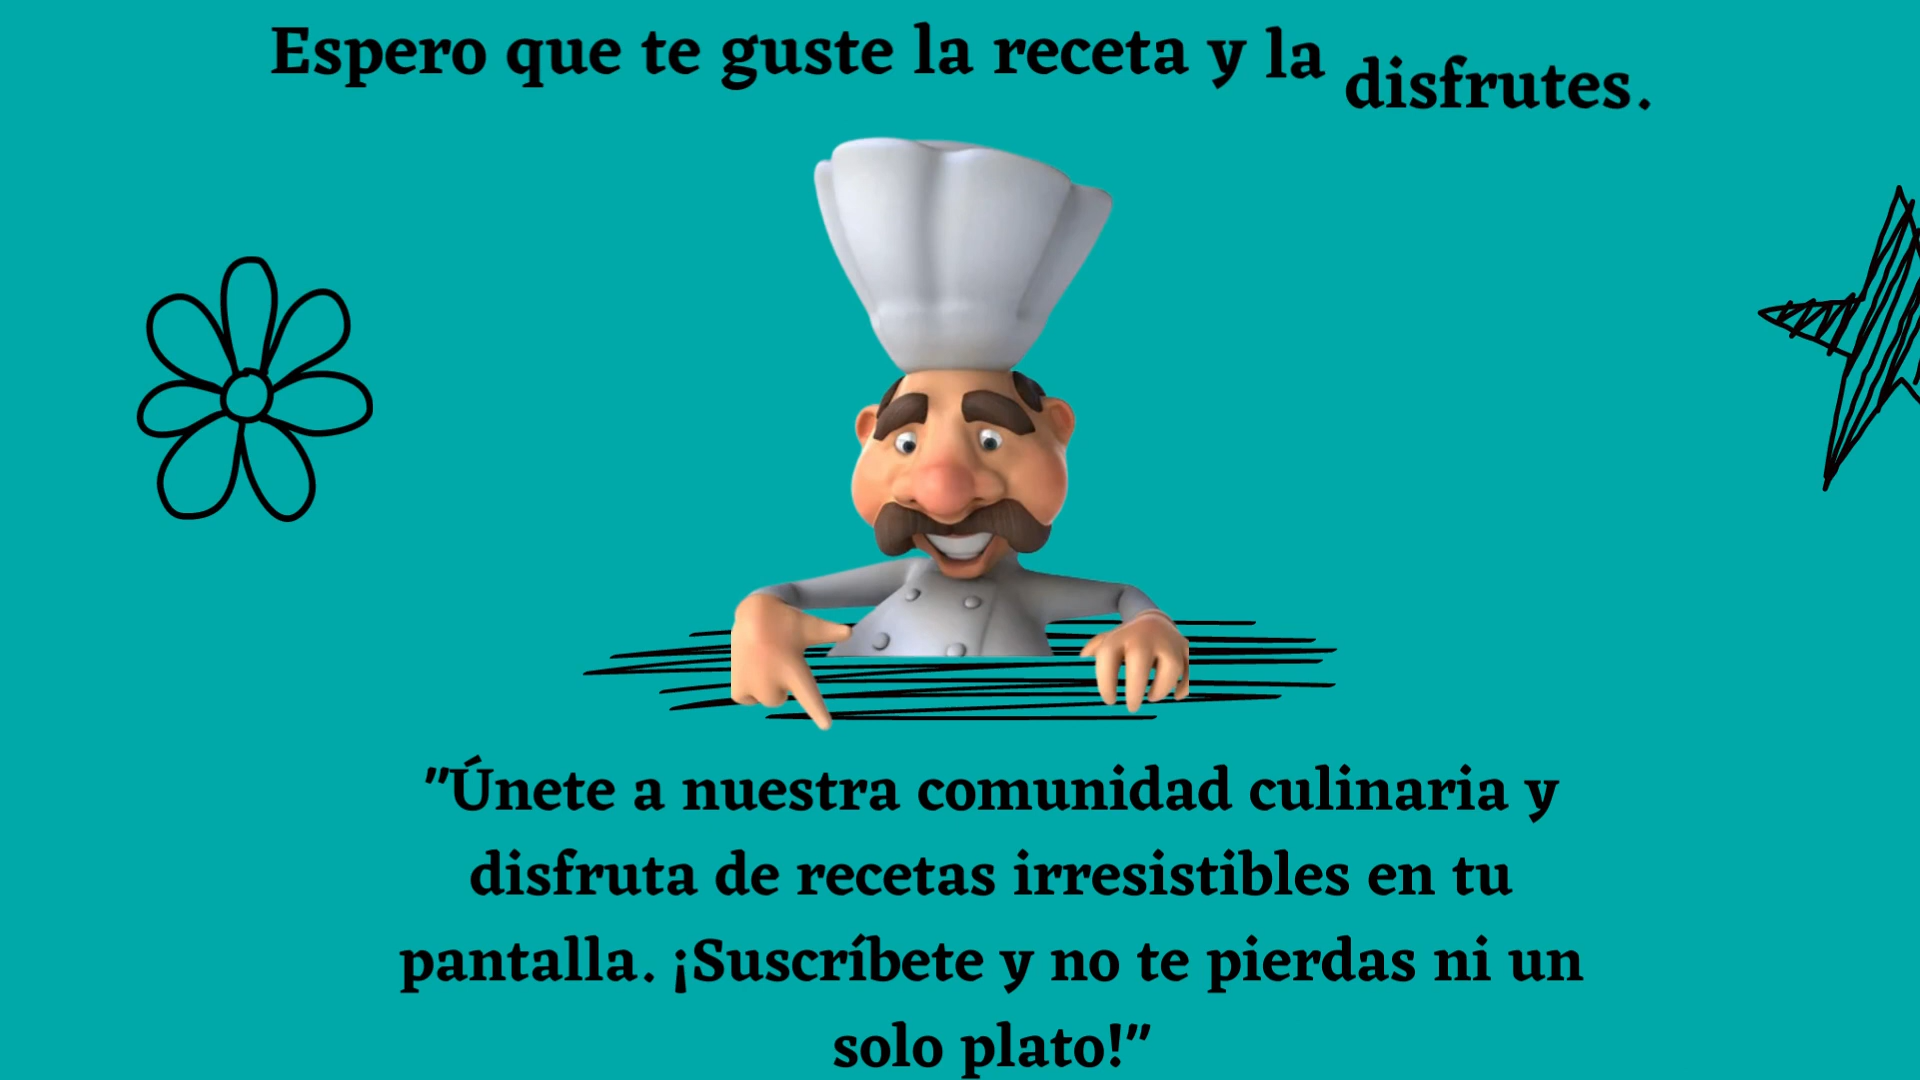 Espero que te guste la receta y la disfrutes.
"Únete a nuestra comunidad culinaria y
disfruta de recetas irresistibles en tu
pantalla. ¡Suscríbete y no te pierdas ni un
solo plato!"